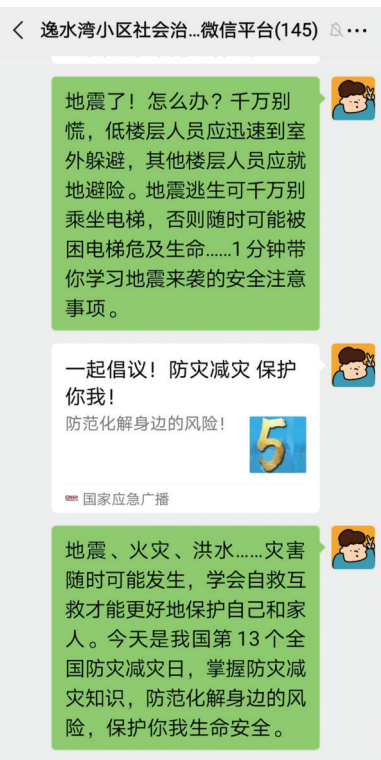 逸水湾小区社会治...微信平台(145)
地震了！怎么办？千万别
慌，低楼层人员应迅速到室
外躲避，其他楼层人员应就
地避险。地震逃生可千万别
乘坐电梯，否则随时可能被
困电梯危及生命......1分钟带
你学习地震来袭的安全注意
事项。
一起倡议！防灾减灾 保护
你我！
防范化解身边的风险！
5
国家应急广播
地震、火灾、洪水......灾害
随时可能发生，学会自救互
救才能更好地保护自己和家
人。今天是我国第13个全
国防灾减灾日，掌握防灾减
灾知识，防范化解身边的风
险，保护你我生命安全。